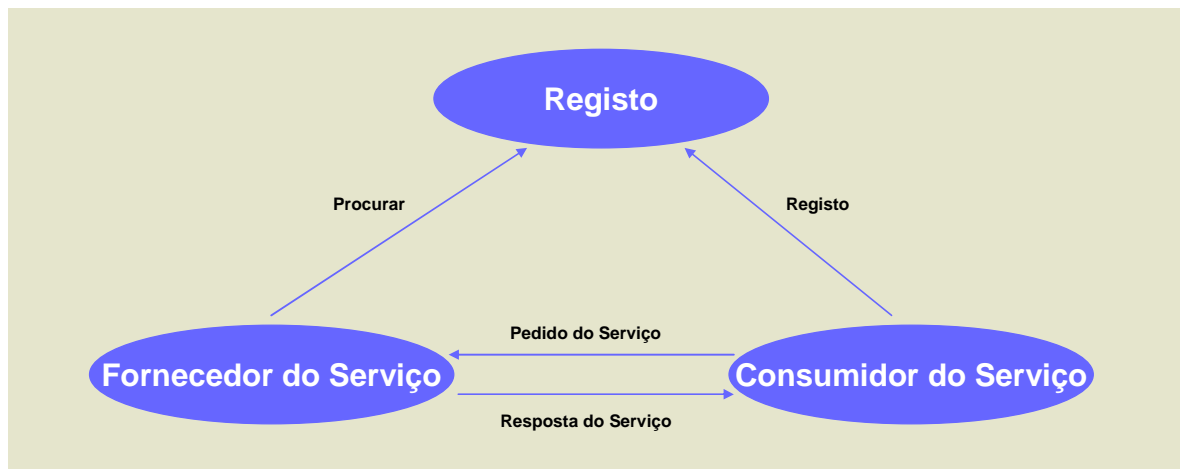 Registo
Procurar
Registo
Pedido do Serviço
Fornecedor do Serviço
Consumidor do Serviço
Resposta do Serviço